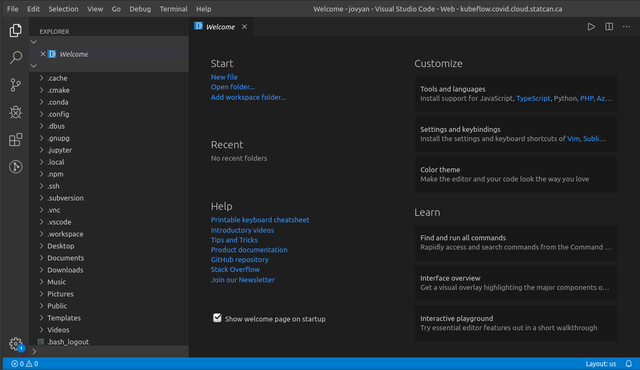 File Edit Selection View Go Debug Terminal Help
Welcome - jovyan - Visual Studio Code - Web - kubeflow.covid.cloud.statcan.ca
EXPLORER
Welcome
.cache
.cmake
.conda
.config
.dbus
.gnupg
.jupyter
.local
.npm
.ssh
.subversion
.vnc
.vscode
.workspace
Desktop
Documents
Downloads
Music
Pictures
Public
Templates
Videos
.bash_logout
Welcome
Start
New file
Open folder...
Add workspace folder...
Recent
No recent folders
Help
Printable keyboard cheatsheet
Introductory videos
Tips and Tricks
Product documentation
GitHub repository
Stack Overflow
Join our Newsletter
Show welcome page on startup
Customize
Tools and languages
Install support for JavaScript, TypeScript, Python, PHP, Az...
Settings and keybindings
Install the settings and keyboard shortcuts of Vim, Subli...
Color theme
Make the editor and your code look the way you love
Learn
Find and run all commands
Rapidly access and search commands from the Command ...
Interface overview
Get a visual overlay highlighting the major components o...
Interactive playground
Try essential editor features out in a short walkthrough
1
0 0
Layout: us